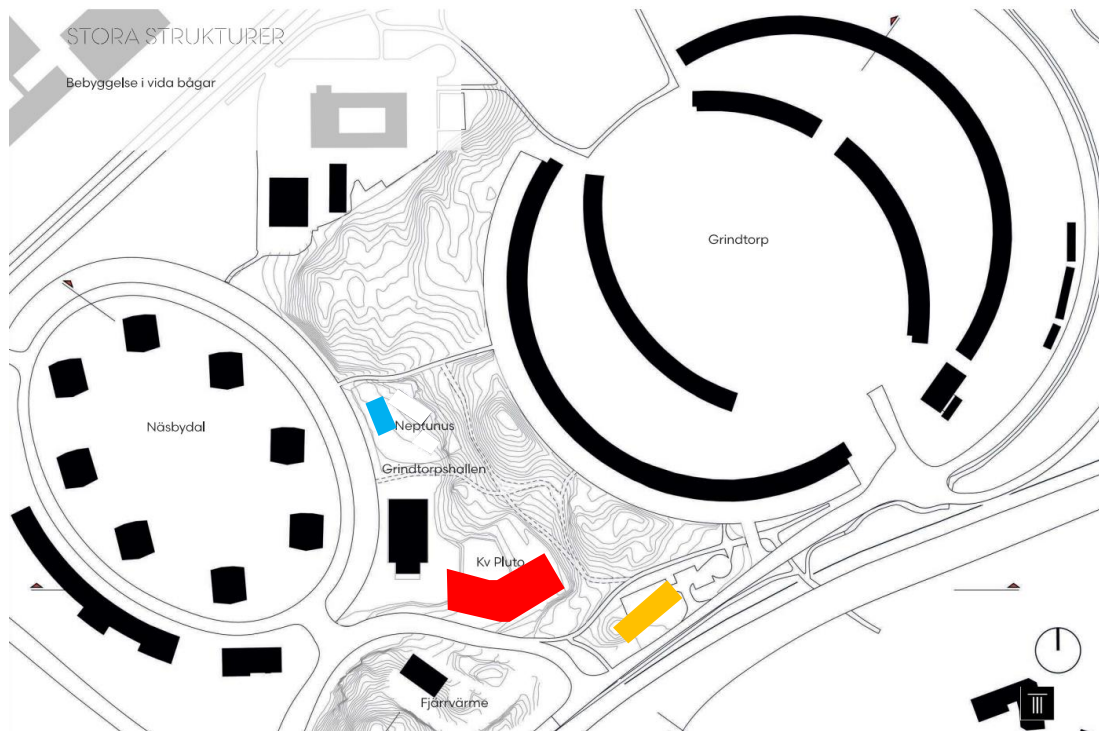 STORA STRUKTURER
Bebyggelse i vida bågar
Grindtorp
Näsbydal
Neptunus
Grindtorpshallen
Kv Pluto
Fjärrvärme